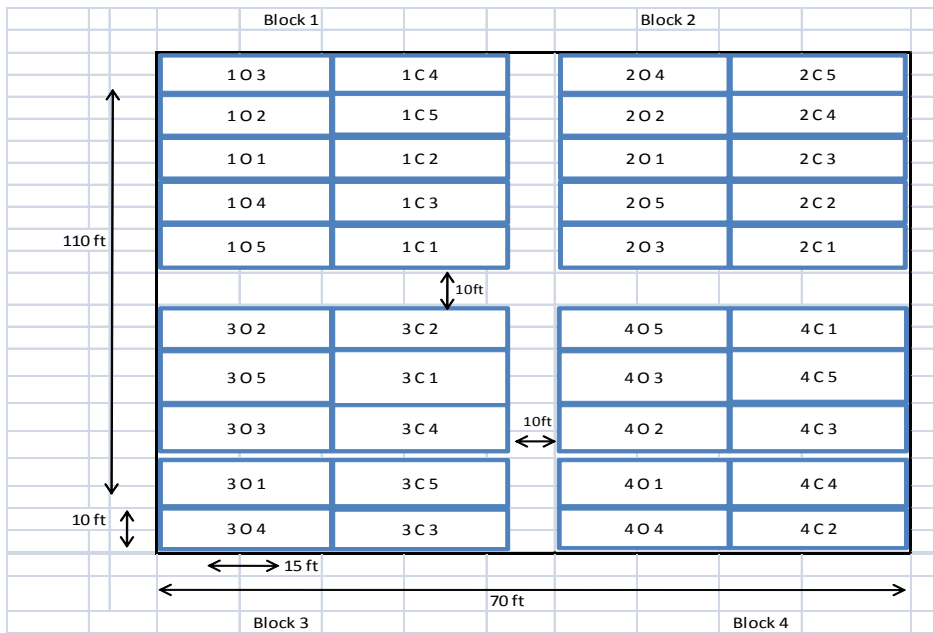 Block 1 Block 2
1 O 3 1 C 4 2 O 4 2 C 5
1 O 2 1 C 5 2 O 2 2 C 4
1 O 1 1 C 2 2 O 1 2 C 3
1 O 4 1 C 3 2 O 5 2 C 2
110 ft 1 O 5 1 C 1 2 O 3 2 C 1
10ft
3 O 2 3 C 2 4 O 5 4 C 1
3 O 5 3 C 1 4 O 3 4 C 5
3 O 3 3 C 4 10ft 4 O 2 4 C 3
3 O 1 3 C 5 4 O 1 4 C 4
10 ft 3 O 4 3 C 3 4 O 4 4 C 2
15 ft
70 ft
Block 3 Block 4